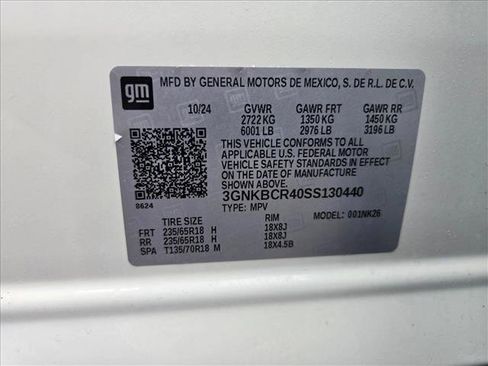 gm
MFD BY GENERAL MOTORS DE MEXICO, S. DE R.L. DE C.V.
10/24 GVWR GAWR FRT GAWR RR
2722 KG 1350 KG 1450 KG
6001 LB 2976 LB 3196 LB
THIS VEHICLE CONFORMS TO ALL
APPLICABLE U.S. FEDERAL MOTOR
VEHICLE SAFETY STANDARDS IN EFFECT
ON THE DATE OF MANUFACTURE SHOWN ABOVE.
3GNKBCR40SS130440
8624 TYPE: MPV MODEL: 001NK26
TIRE SIZE RIM
FRT 235/65R18 H 18X8J
RR 235/65R18 H 18X8J
SPA T135/70R18 M 18X4.5B